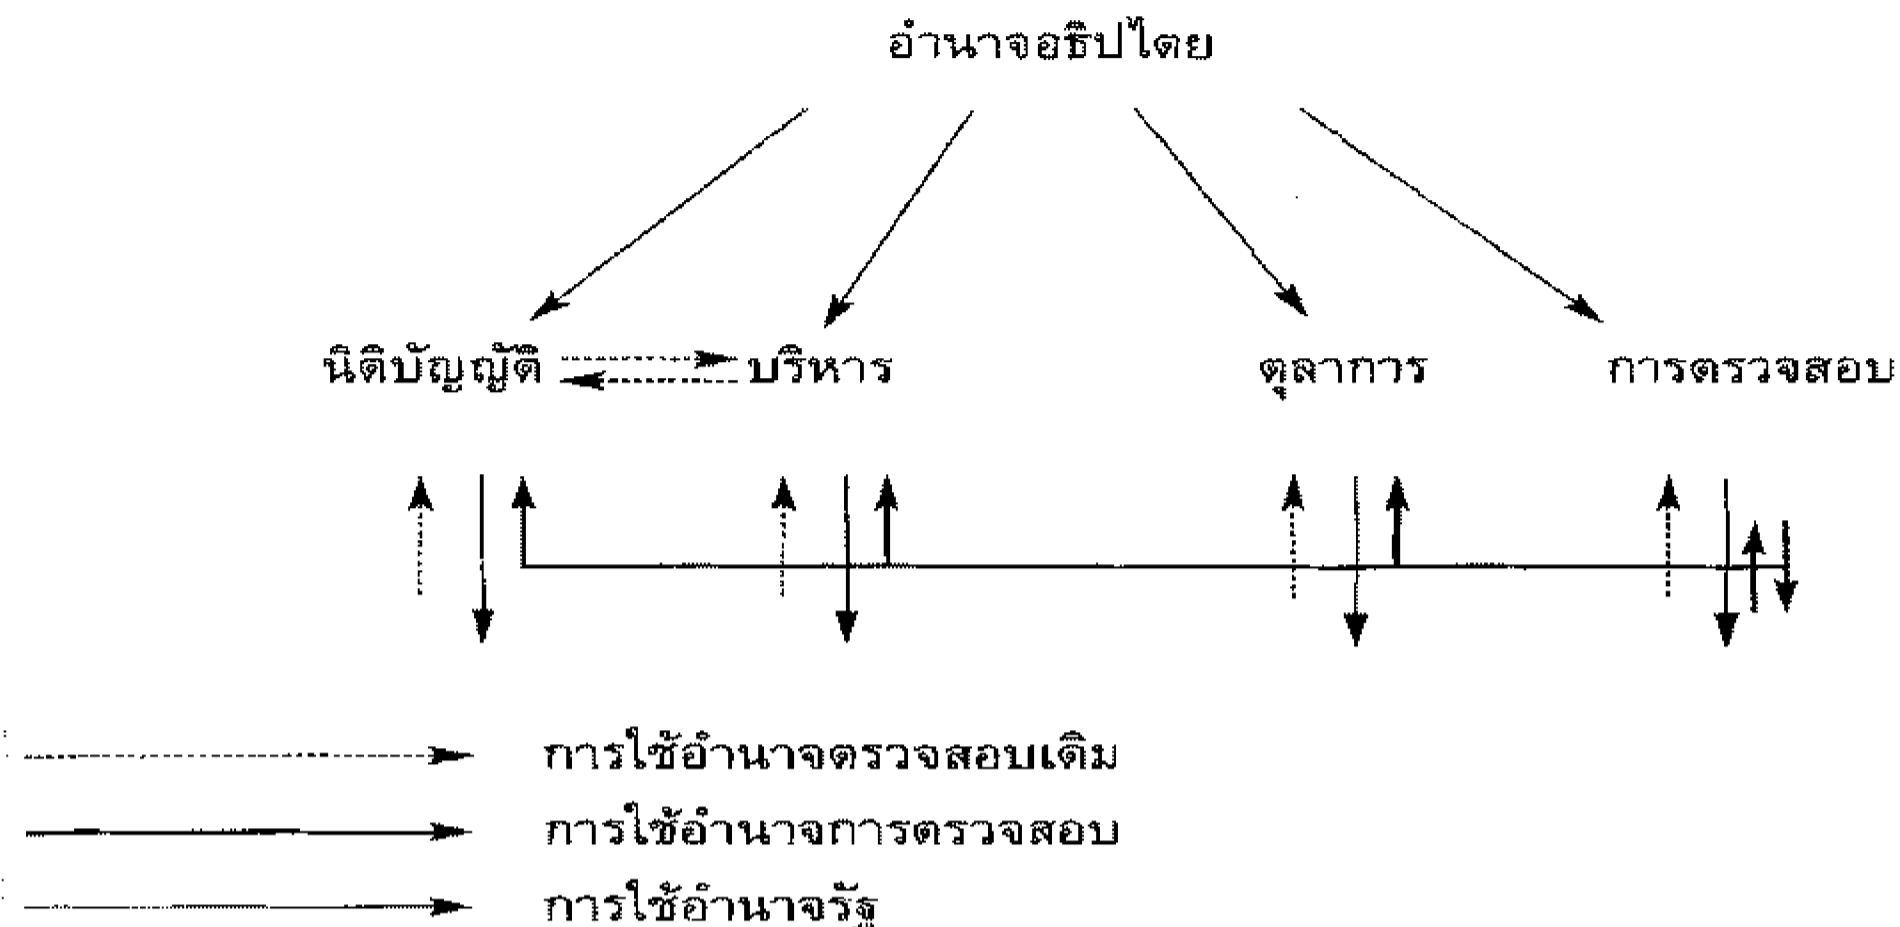 อำนาจอธิปไตย
นิติบัญญัติ บริหาร ตุลาการ การตรวจสอบ
การใช้อำนาจตรวจสอบเดิม
การใช้อำนาจการตรวจสอบ
การใช้อำนาจรัฐ